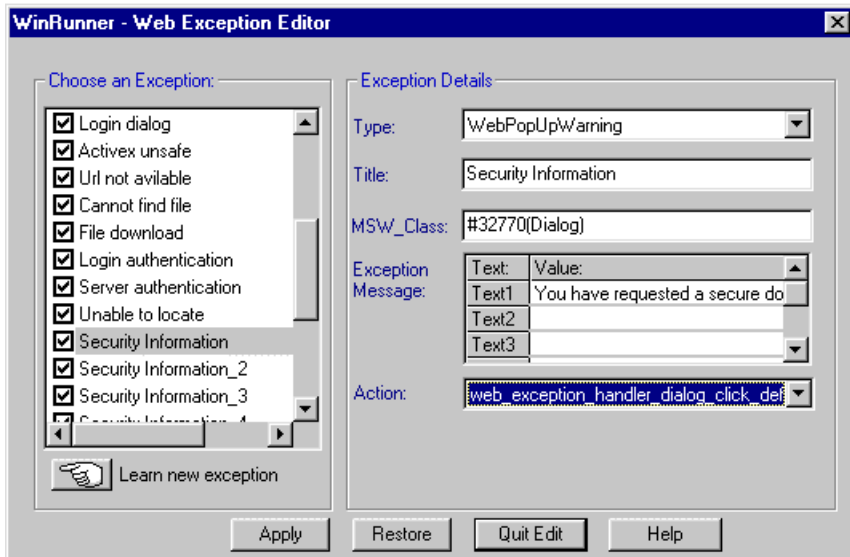 WinRunner - Web Exception Editor
Choose an Exception:
Login dialog
Activex unsafe
Url not avilable
Cannot find file
File download
Login authentication
Server authentication
Unable to locate
Security Information
Security Information_2
Security Information_3
Security Information_4
Learn new exception
Exception Details
Type: WebPopUpWarning
Title: Security Information
MSW_Class: #32770(Dialog)
Exception Message:
Text: Value:
Text1 You have requested a secure do
Text2
Text3
Action: web_exception_handler_dialog_click_def
Apply Restore Quit Edit Help